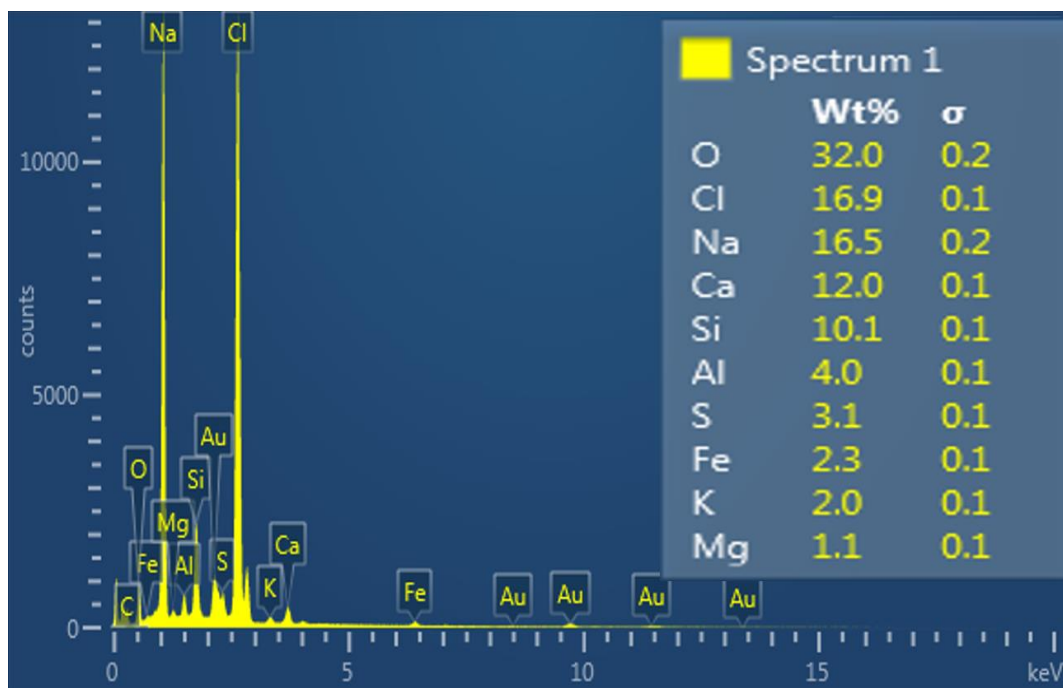 Na
Cl
10000
counts
5000
Au
O
Si
Mg
Fe
Al
S
Ca
K
C
Fe
Au
Au
Au
Au
0
0
5
10
15
keV
Spectrum 1
Wt% σ
O 32.0 0.2
Cl 16.9 0.1
Na 16.5 0.2
Ca 12.0 0.1
Si 10.1 0.1
Al 4.0 0.1
S 3.1 0.1
Fe 2.3 0.1
K 2.0 0.1
Mg 1.1 0.1